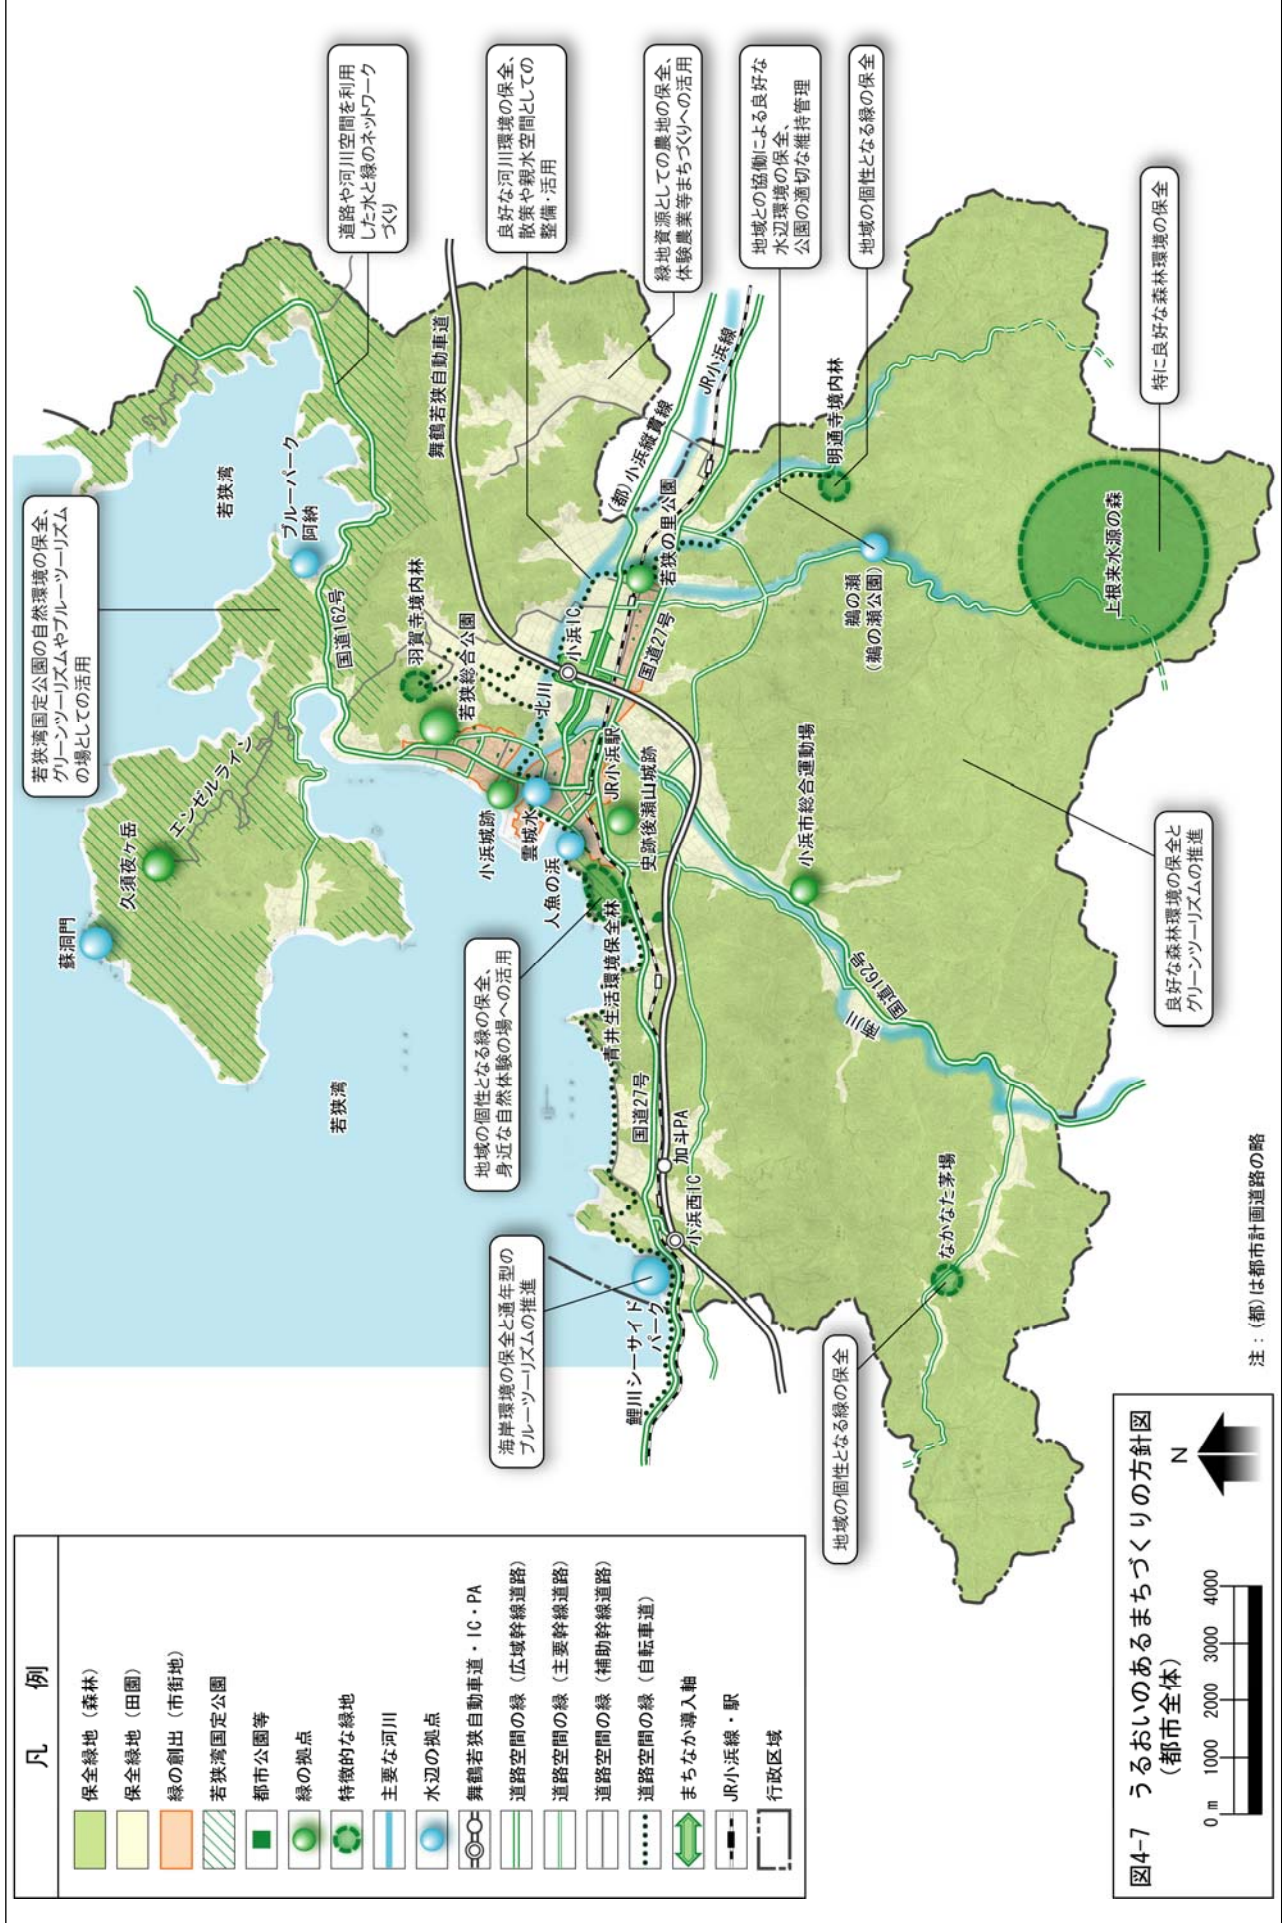 若狭湾国定公園の自然環境の保全、
グリーンツーリズムやブルーツーリズム
の場としての活用
道路や河川空間を利用
した水と緑のネットワーク
づくり
良好な河川環境の保全、
散策や親水空間としての
整備・活用
緑地資源としての農地の保全、
体験農業等まちづくりへの活用
地域との協働による良好な
水辺環境の保全、
公園の適切な維持管理
地域の個性となる緑の保全
特に良好な森林環境の保全
良好な森林環境の保全と
グリーンツーリズムの推進
地域の個性となる緑の保全、
身近な自然体験の場への活用
海岸環境の保全と通年型の
ブルーツーリズムの推進
地域の個性となる緑の保全
蘇洞門
久須夜ヶ岳
エンゼルライン
若狭湾
若狭湾
ブルーパーク
阿納
国道162号
羽賀寺境内林
若狭総合公園
舞鶴若狭自動車道
(都)小浜縦貫線
JR小浜線
小浜IC
北川
若狭の里公園
国道27号
明通寺境内林
鵜の瀬
(鵜の瀬公園)
上根来水源の森
小浜城跡
雲城水
人魚の浜
JR小浜駅
史跡後瀬山城跡
小浜市総合運動場
青井生活環境保全林
国道27号
加斗PA
小浜西IC
鯉川シーサイド
パーク
南川
国道162号
なかなた茅場
凡　例
保全緑地（森林）
保全緑地（田園）
緑の創出（市街地）
若狭湾国定公園
都市公園等
緑の拠点
特徴的な緑地
主要な河川
水辺の拠点
舞鶴若狭自動車道・IC・PA
道路空間の緑（広域幹線道路）
道路空間の緑（主要幹線道路）
道路空間の緑（補助幹線道路）
道路空間の緑（自転車道）
まちなか導入軸
JR小浜線・駅
行政区域
図4-7　うるおいのあるまちづくりの方針図
（都市全体）
N
0 m 1000 2000 3000 4000
注：(都)は都市計画道路の略